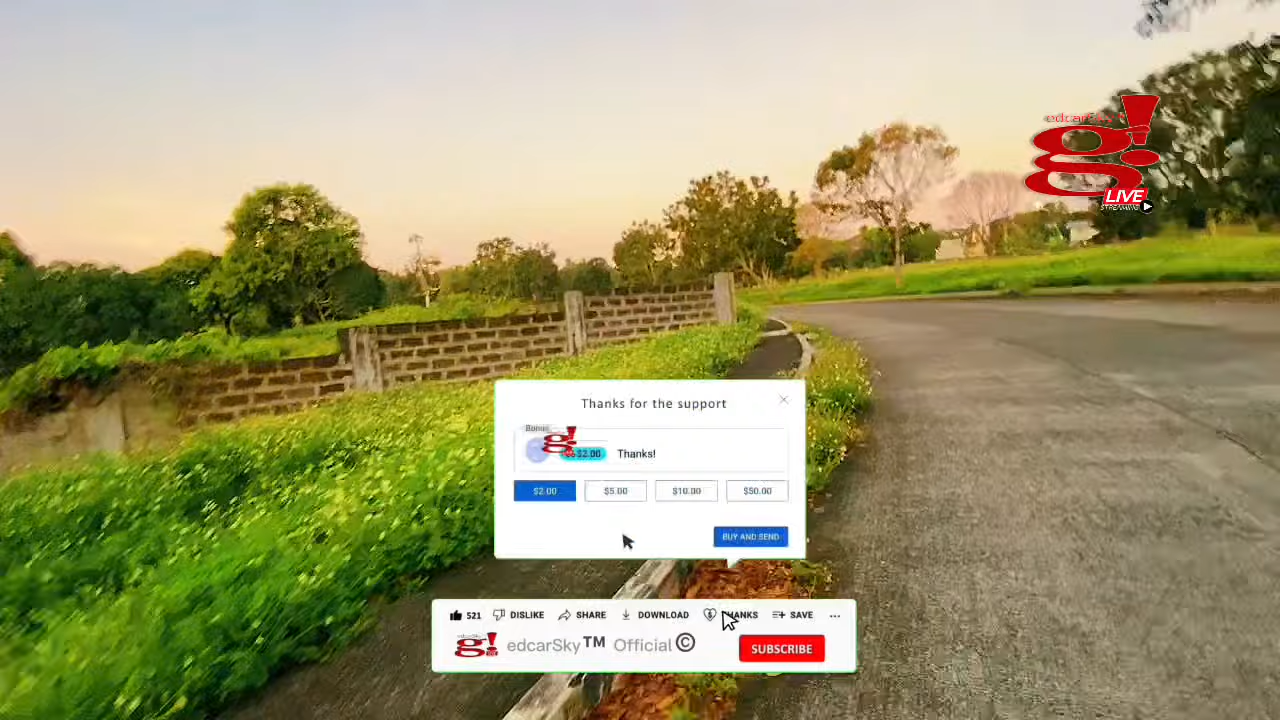 edcarSky
g!
LIVE
STREAMING
Thanks for the support
Bonus
$2.00 Thanks!
$2.00 $5.00 $10.00 $50.00
BUY AND SEND
521 DISLIKE SHARE DOWNLOAD THANKS SAVE ...
g! edcarSky™ Official ©
SUBSCRIBE